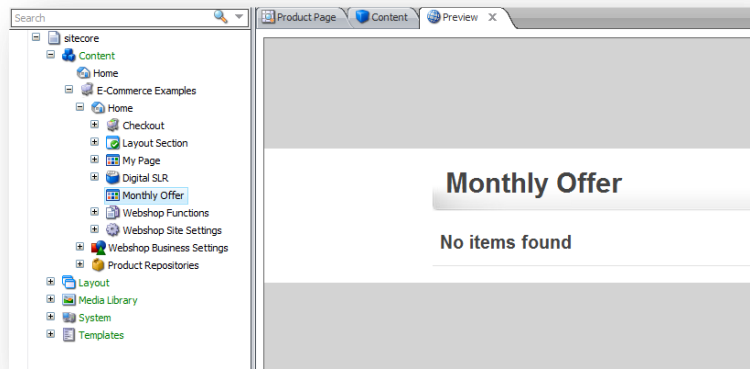 Search
sitecore
Content
Home
E-Commerce Examples
Home
Checkout
Layout Section
My Page
Digital SLR
Monthly Offer
Webshop Functions
Webshop Site Settings
Webshop Business Settings
Product Repositories
Layout
Media Library
System
Templates
Product Page Content Preview X
Monthly Offer
No items found